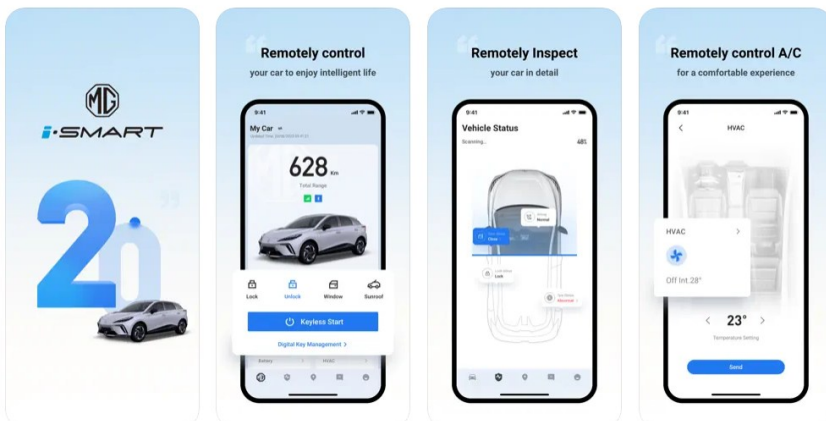 MG
i-SMART
2.0
Remotely control
your car to enjoy intelligent life
9:41
My Car
628 Km
Total Range
Lock
Unlock
Window
Sunroof
Keyless Start
Digital Key Management >
Battery
HVAC
Remotely Inspect
your car in detail
9:41
Vehicle Status
Scanning...
48%
Normal
Lock
Remotely control A/C
for a comfortable experience
9:41
HVAC
HVAC
Off Int.28°
23°
Temperature Setting
Send